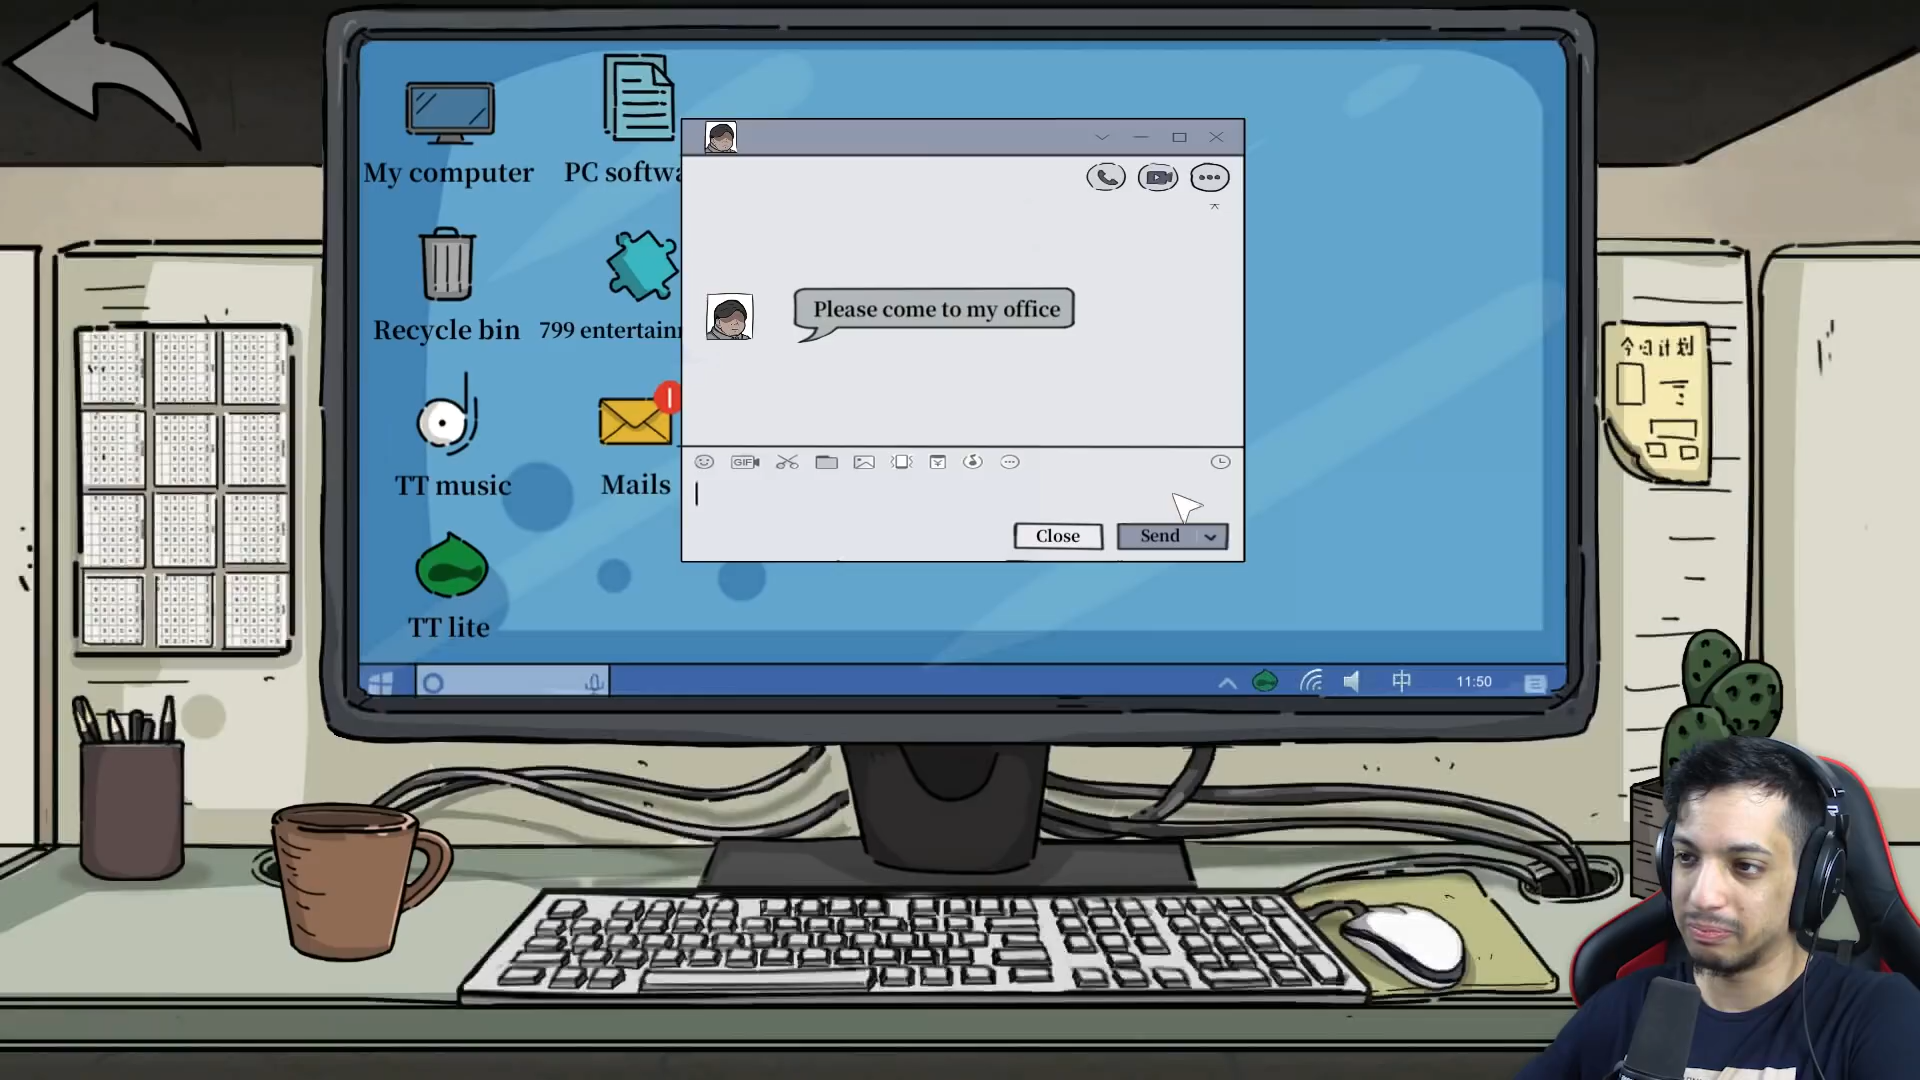 My computer
PC softwa
Recycle bin
799 entertainm
TT music
Mails
TT lite
Please come to my office
GIF
Close
Send
中
11:50
今日计划